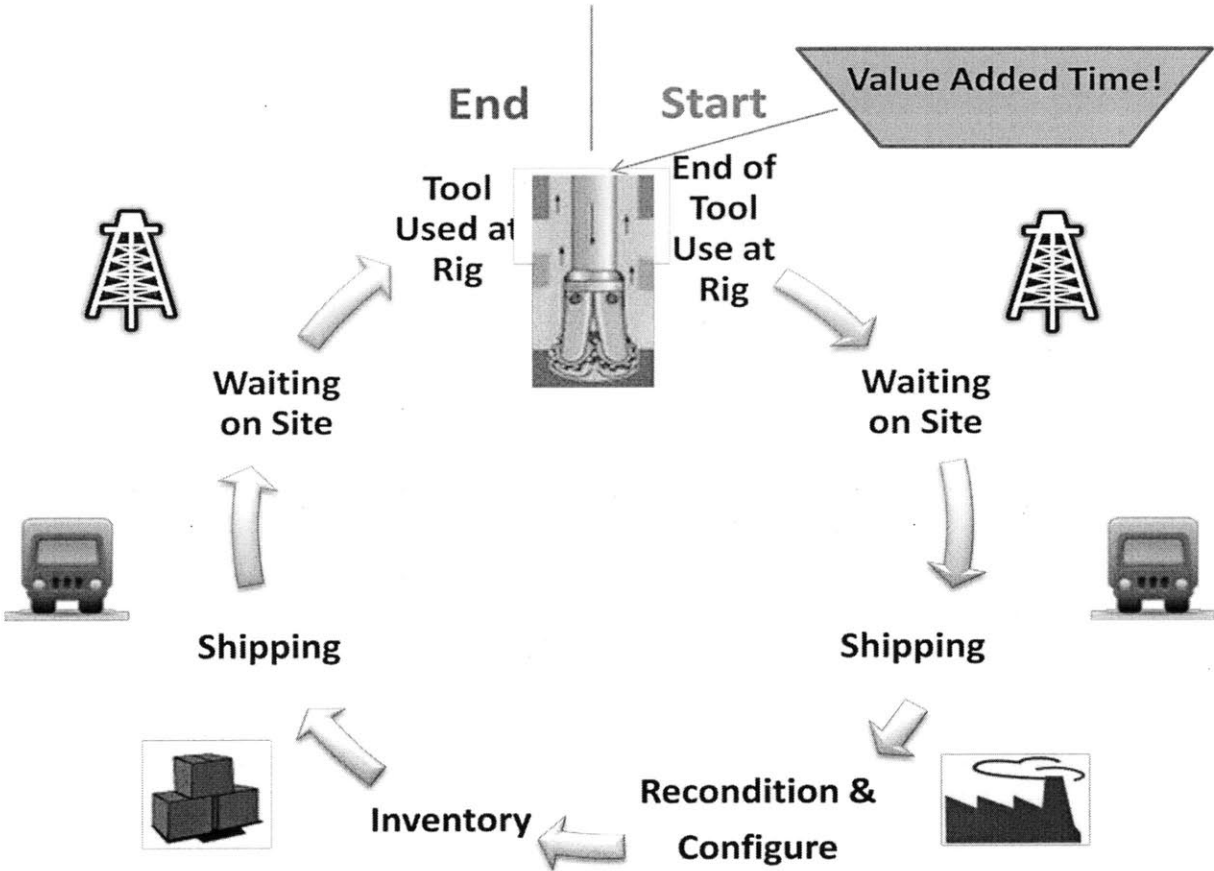 End
Start
Value Added Time!
Tool
Used at
Rig
End of
Tool
Use at
Rig
Waiting
on Site
Waiting
on Site
Shipping
Shipping
Inventory
Recondition &
Configure